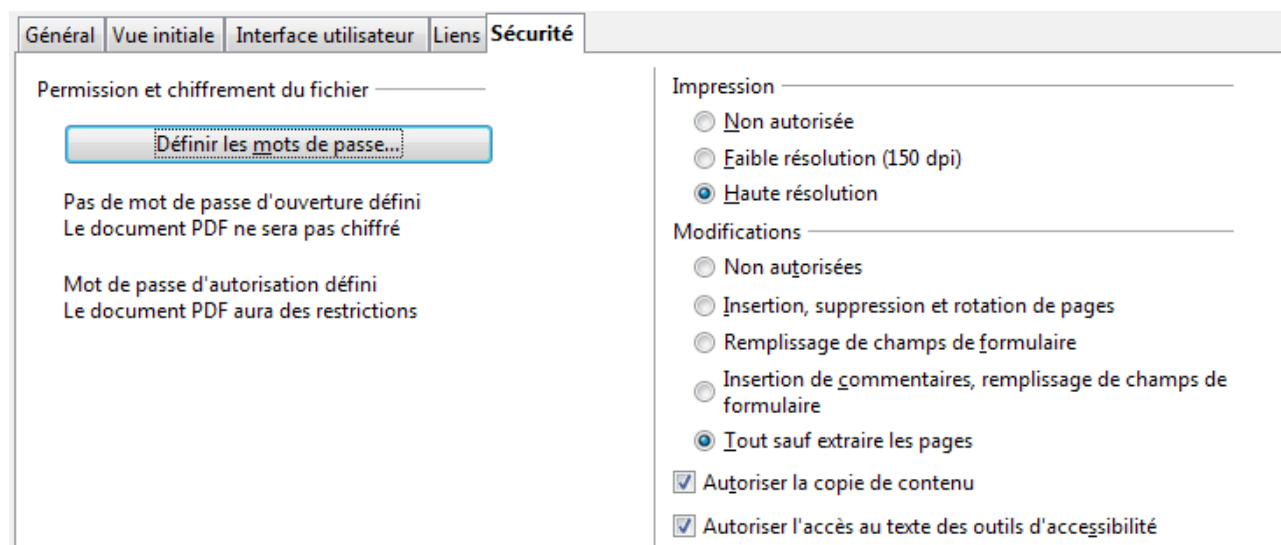 Général Vue initiale Interface utilisateur Liens Sécurité
Permission et chiffrement du fichier
Définir les mots de passe...
Pas de mot de passe d'ouverture défini
Le document PDF ne sera pas chiffré
Mot de passe d'autorisation défini
Le document PDF aura des restrictions
Impression
Non autorisée
Faible résolution (150 dpi)
Haute résolution
Modifications
Non autorisées
Insertion, suppression et rotation de pages
Remplissage de champs de formulaire
Insertion de commentaires, remplissage de champs de
formulaire
Tout sauf extraire les pages
Autoriser la copie de contenu
Autoriser l'accès au texte des outils d'accessibilité